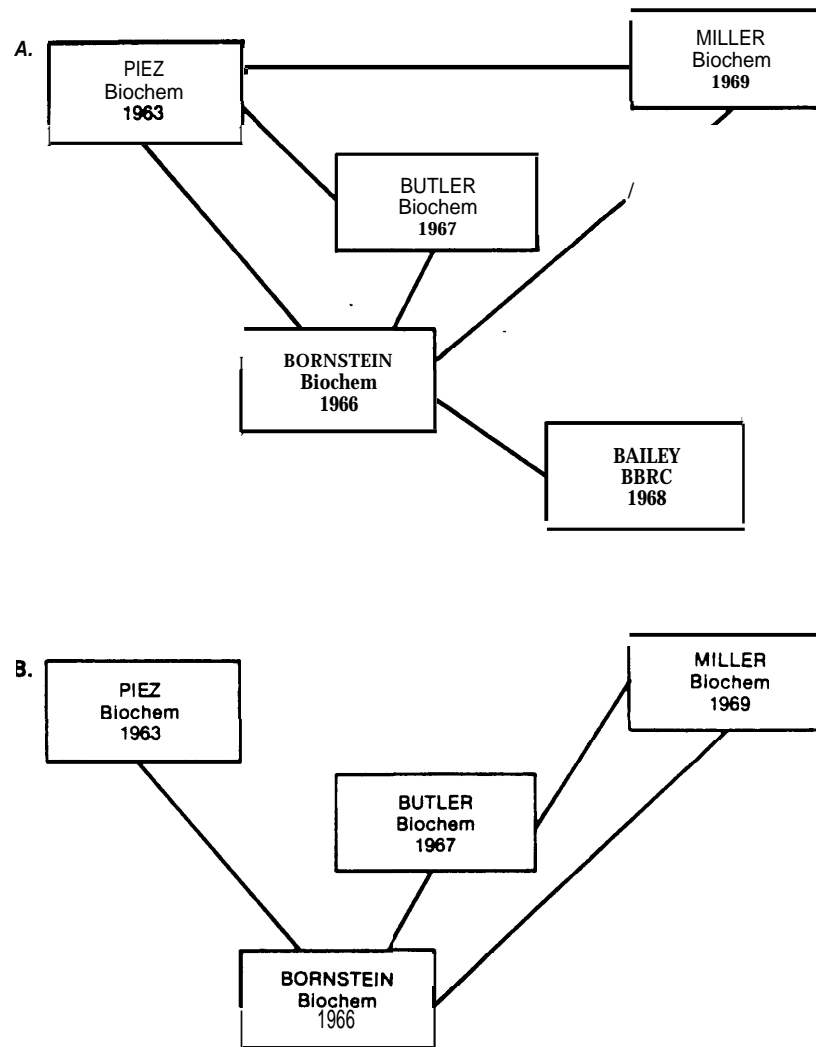 A.
PIEZ
Biochem
1963
MILLER
Biochem
1969
BUTLER
Biochem
1967
BORNSTEIN
Biochem
1966
BAILEY
BBRC
1968
B.
PIEZ
Biochem
1963
MILLER
Biochem
1969
BUTLER
Biochem
1967
BORNSTEIN
Biochem
1966